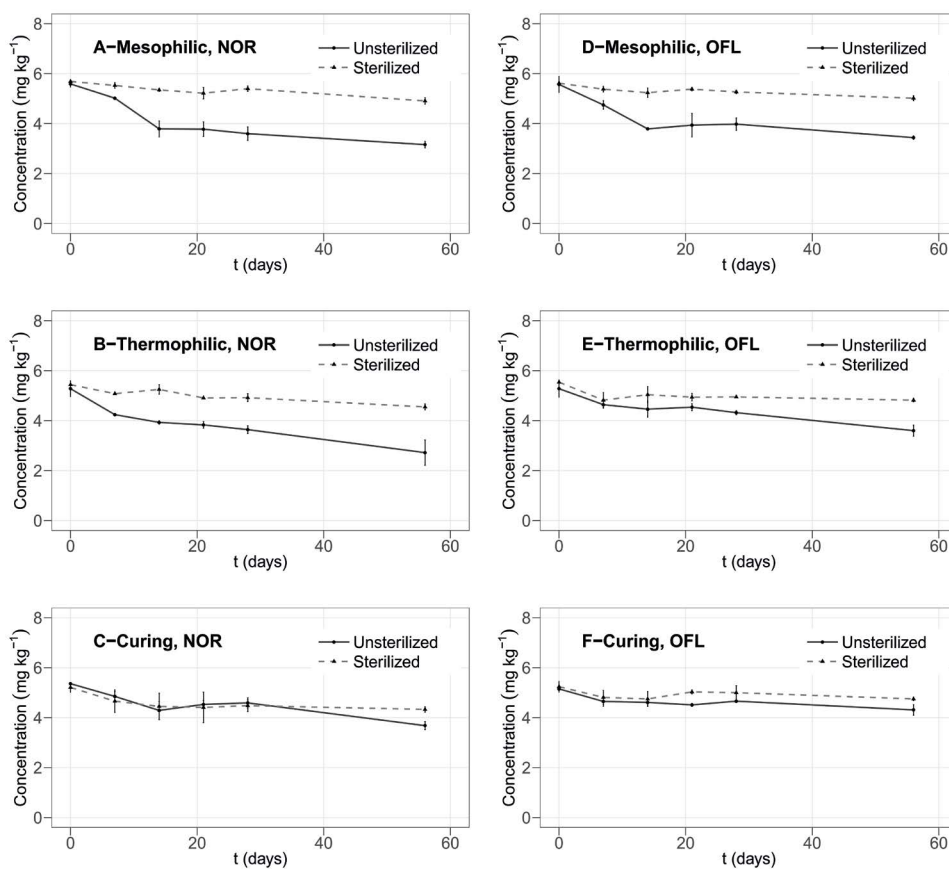 A−Mesophilic, NOR
Unsterilized
Sterilized
Concentration (mg kg⁻¹)
8
6
4
2
0
0 20 40 60
t (days)
D−Mesophilic, OFL
Unsterilized
Sterilized
Concentration (mg kg⁻¹)
8
6
4
2
0
0 20 40 60
t (days)
B−Thermophilic, NOR
Unsterilized
Sterilized
Concentration (mg kg⁻¹)
8
6
4
2
0
0 20 40 60
t (days)
E−Thermophilic, OFL
Unsterilized
Sterilized
Concentration (mg kg⁻¹)
8
6
4
2
0
0 20 40 60
t (days)
C−Curing, NOR
Unsterilized
Sterilized
Concentration (mg kg⁻¹)
8
6
4
2
0
0 20 40 60
t (days)
F−Curing, OFL
Unsterilized
Sterilized
Concentration (mg kg⁻¹)
8
6
4
2
0
0 20 40 60
t (days)